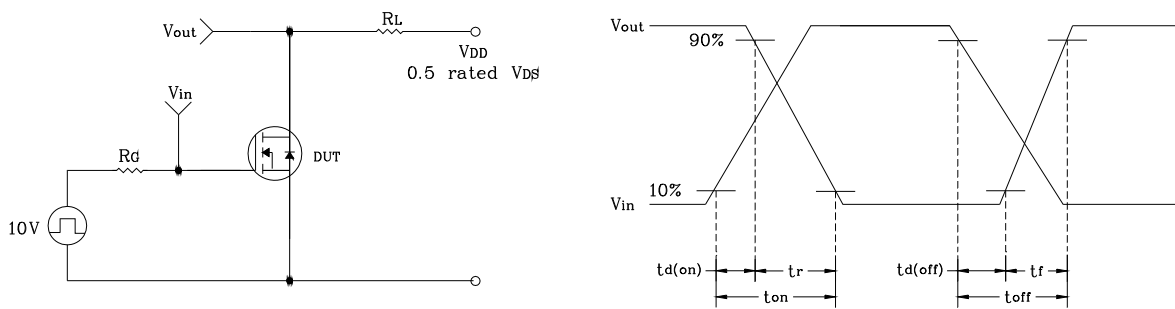 Vout
RL
VDD
0.5 rated VDS
Vin
RG
DUT
10V
Vout
90%
10%
Vin
td(on)
tr
td(off)
tf
ton
toff